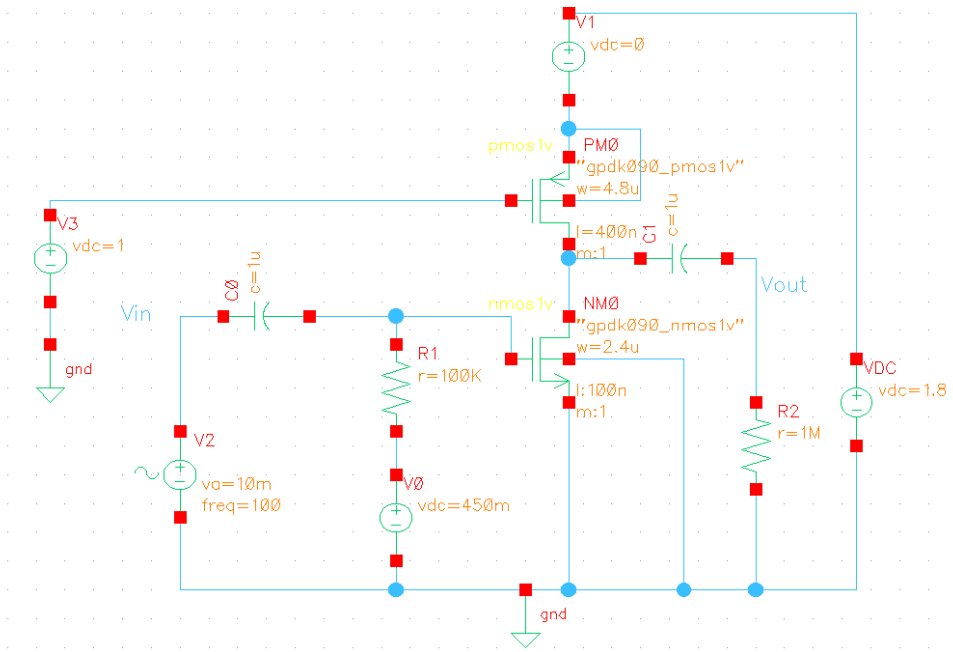 V1
vdc=0
pmos1v
PM0
"gpdk090_pmos1v"
w=4.8u
l=400n
m:1
C1
c=1u
V3
vdc=1
gnd
Vin
C0
c=1u
nmos1v
NM0
"gpdk090_nmos1v"
w=2.4u
l:100n
m:1
Vout
R1
r=100K
VDC
vdc=1.8
R2
r=1M
V2
va=10m
freq=100
V0
vdc=450m
gnd